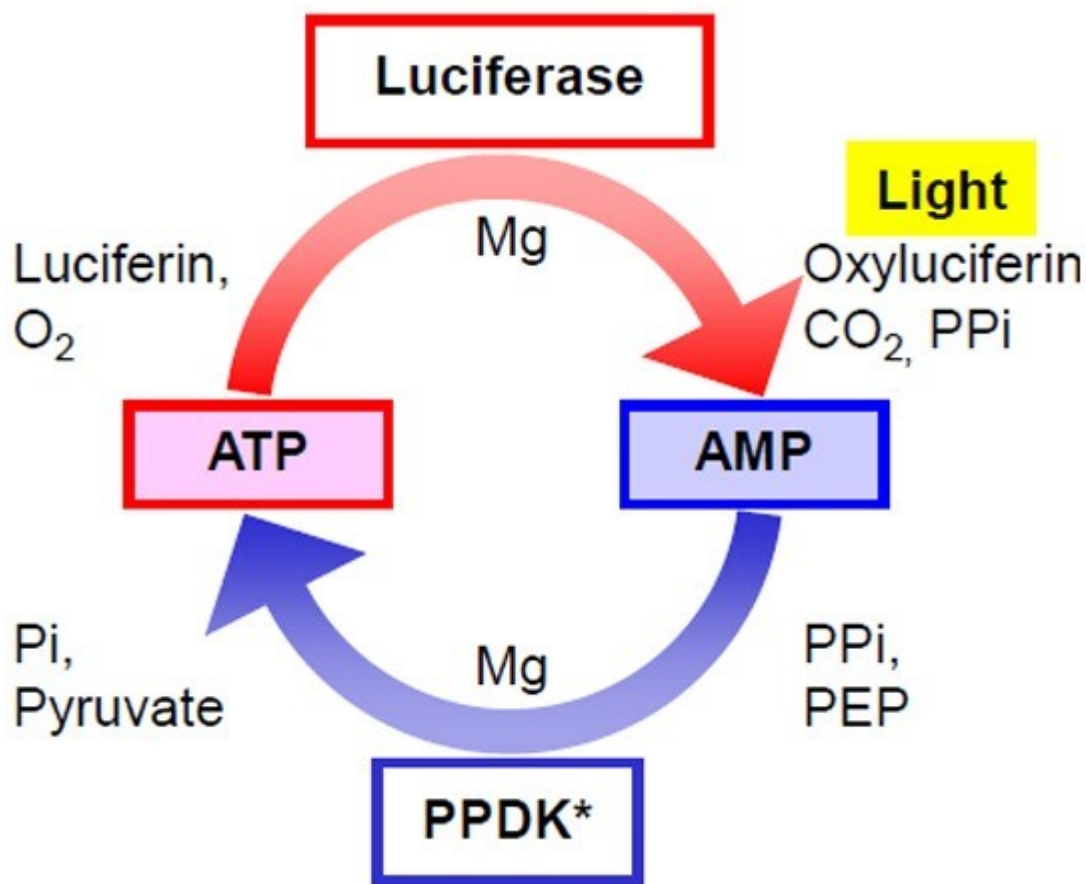 Luciferase
Light
Mg
Luciferin,
O₂
Oxyluciferin
CO₂, PPi
ATP
AMP
Pi,
Pyruvate
Mg
PPi,
PEP
PPDK*